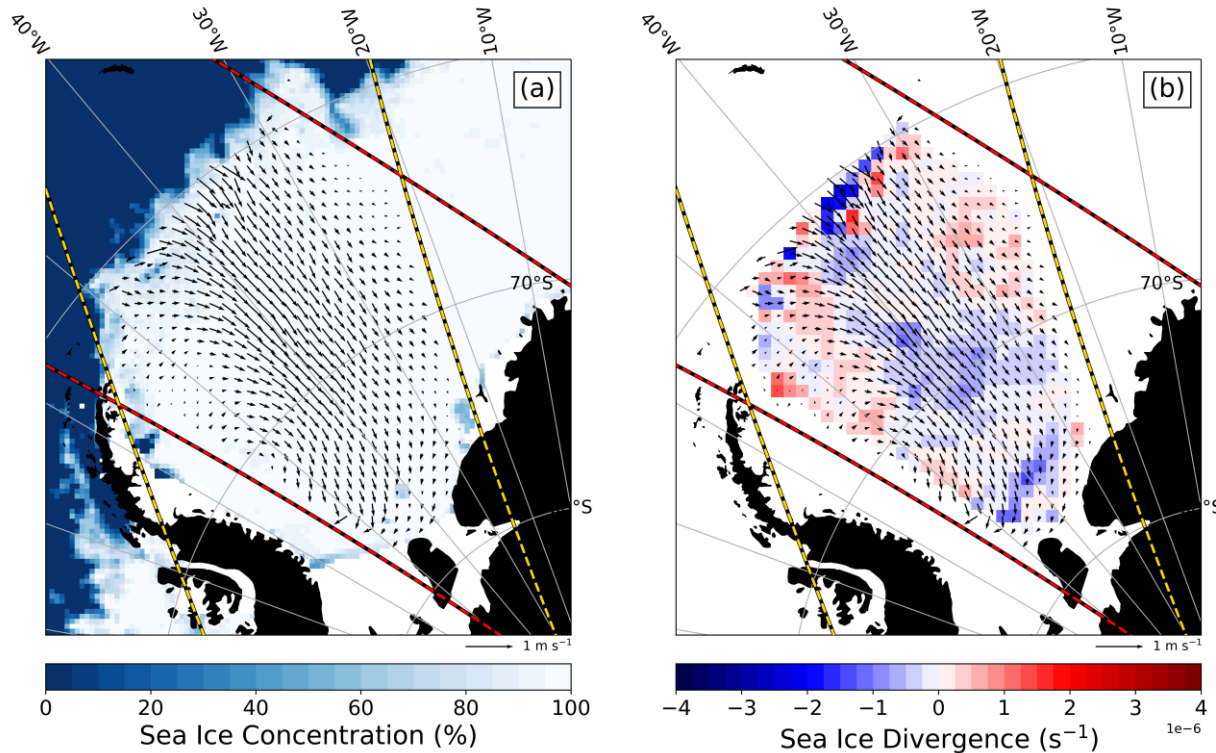 40°W 30°W 20°W 10°W 40°W 30°W 20°W 10°W
(a) (b)
70°S 70°S
°S °S
1 m s⁻¹ 1 m s⁻¹
0 20 40 60 80 100 −4 −3 −2 −1 0 1 2 3 4
1e−6
Sea Ice Concentration (%) Sea Ice Divergence (s⁻¹)